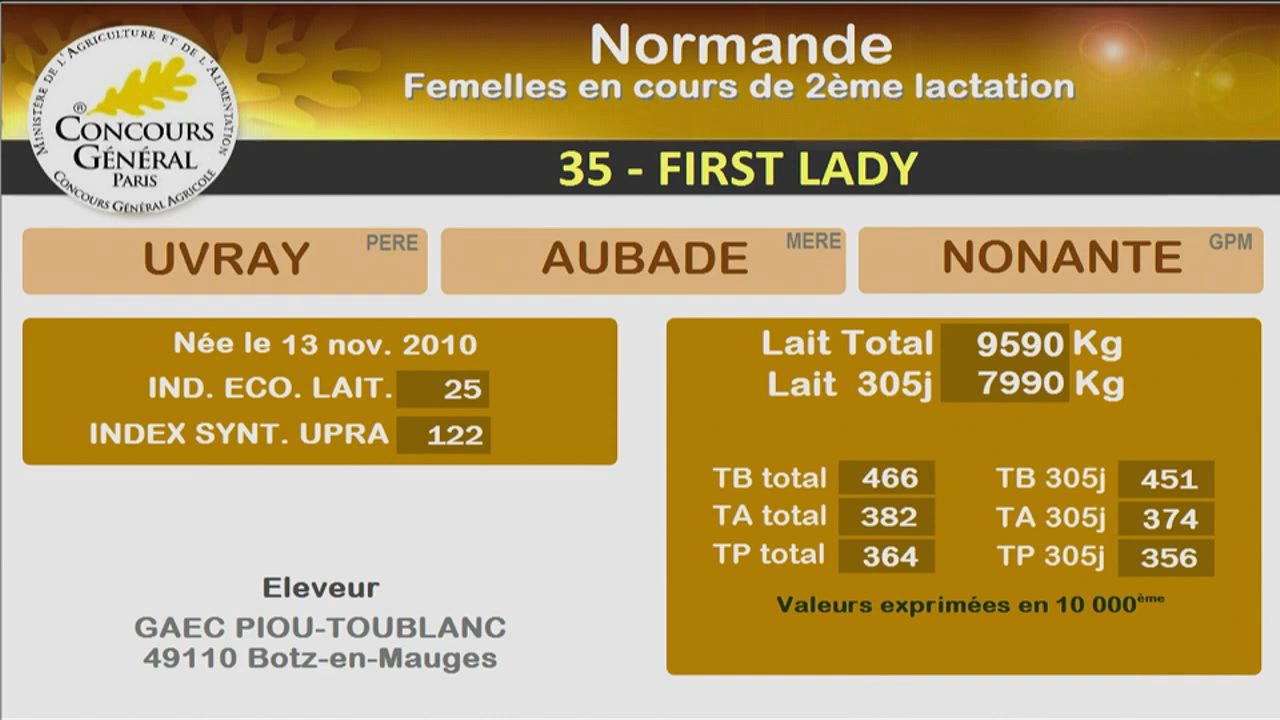 Normande
Femelles en cours de 2ème lactation
MINISTÈRE DE L'AGRICULTURE ET DE L'ALIMENTATION
®
CONCOURS
GÉNÉRAL
PARIS
CONCOURS GÉNÉRAL AGRICOLE
35 - FIRST LADY
UVRAY PERE
AUBADE MERE
NONANTE GPM
Née le 13 nov. 2010
IND. ECO. LAIT. 25
INDEX SYNT. UPRA 122
Lait Total 9590 Kg
Lait 305j 7990 Kg
TB total 466 TB 305j 451
TA total 382 TA 305j 374
TP total 364 TP 305j 356
Valeurs exprimées en 10 000ème
Eleveur
GAEC PIOU-TOUBLANC
49110 Botz-en-Mauges